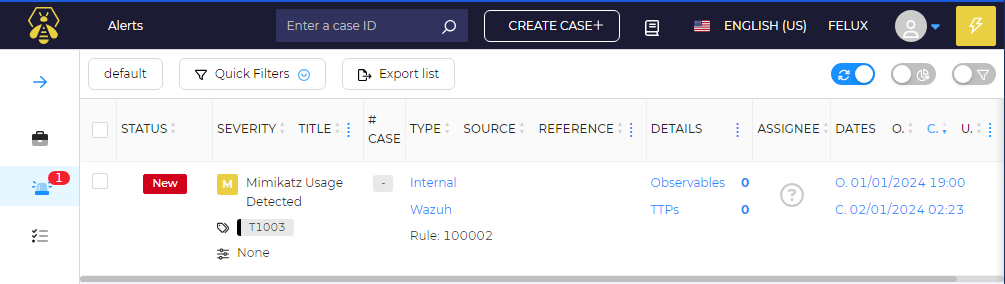 Alerts
Enter a case ID
CREATE CASE+
ENGLISH (US)
FELUX
default
Quick Filters
Export list
STATUS
SEVERITY
TITLE
# CASE
TYPE
SOURCE
REFERENCE
DETAILS
ASSIGNEE
DATES
O.
C.
U.
1
New
M
Mimikatz Usage
Detected
T1003
None
-
Internal
Wazuh
Rule: 100002
Observables 0
TTPs 0
?
O. 01/01/2024 19:00
C. 02/01/2024 02:23